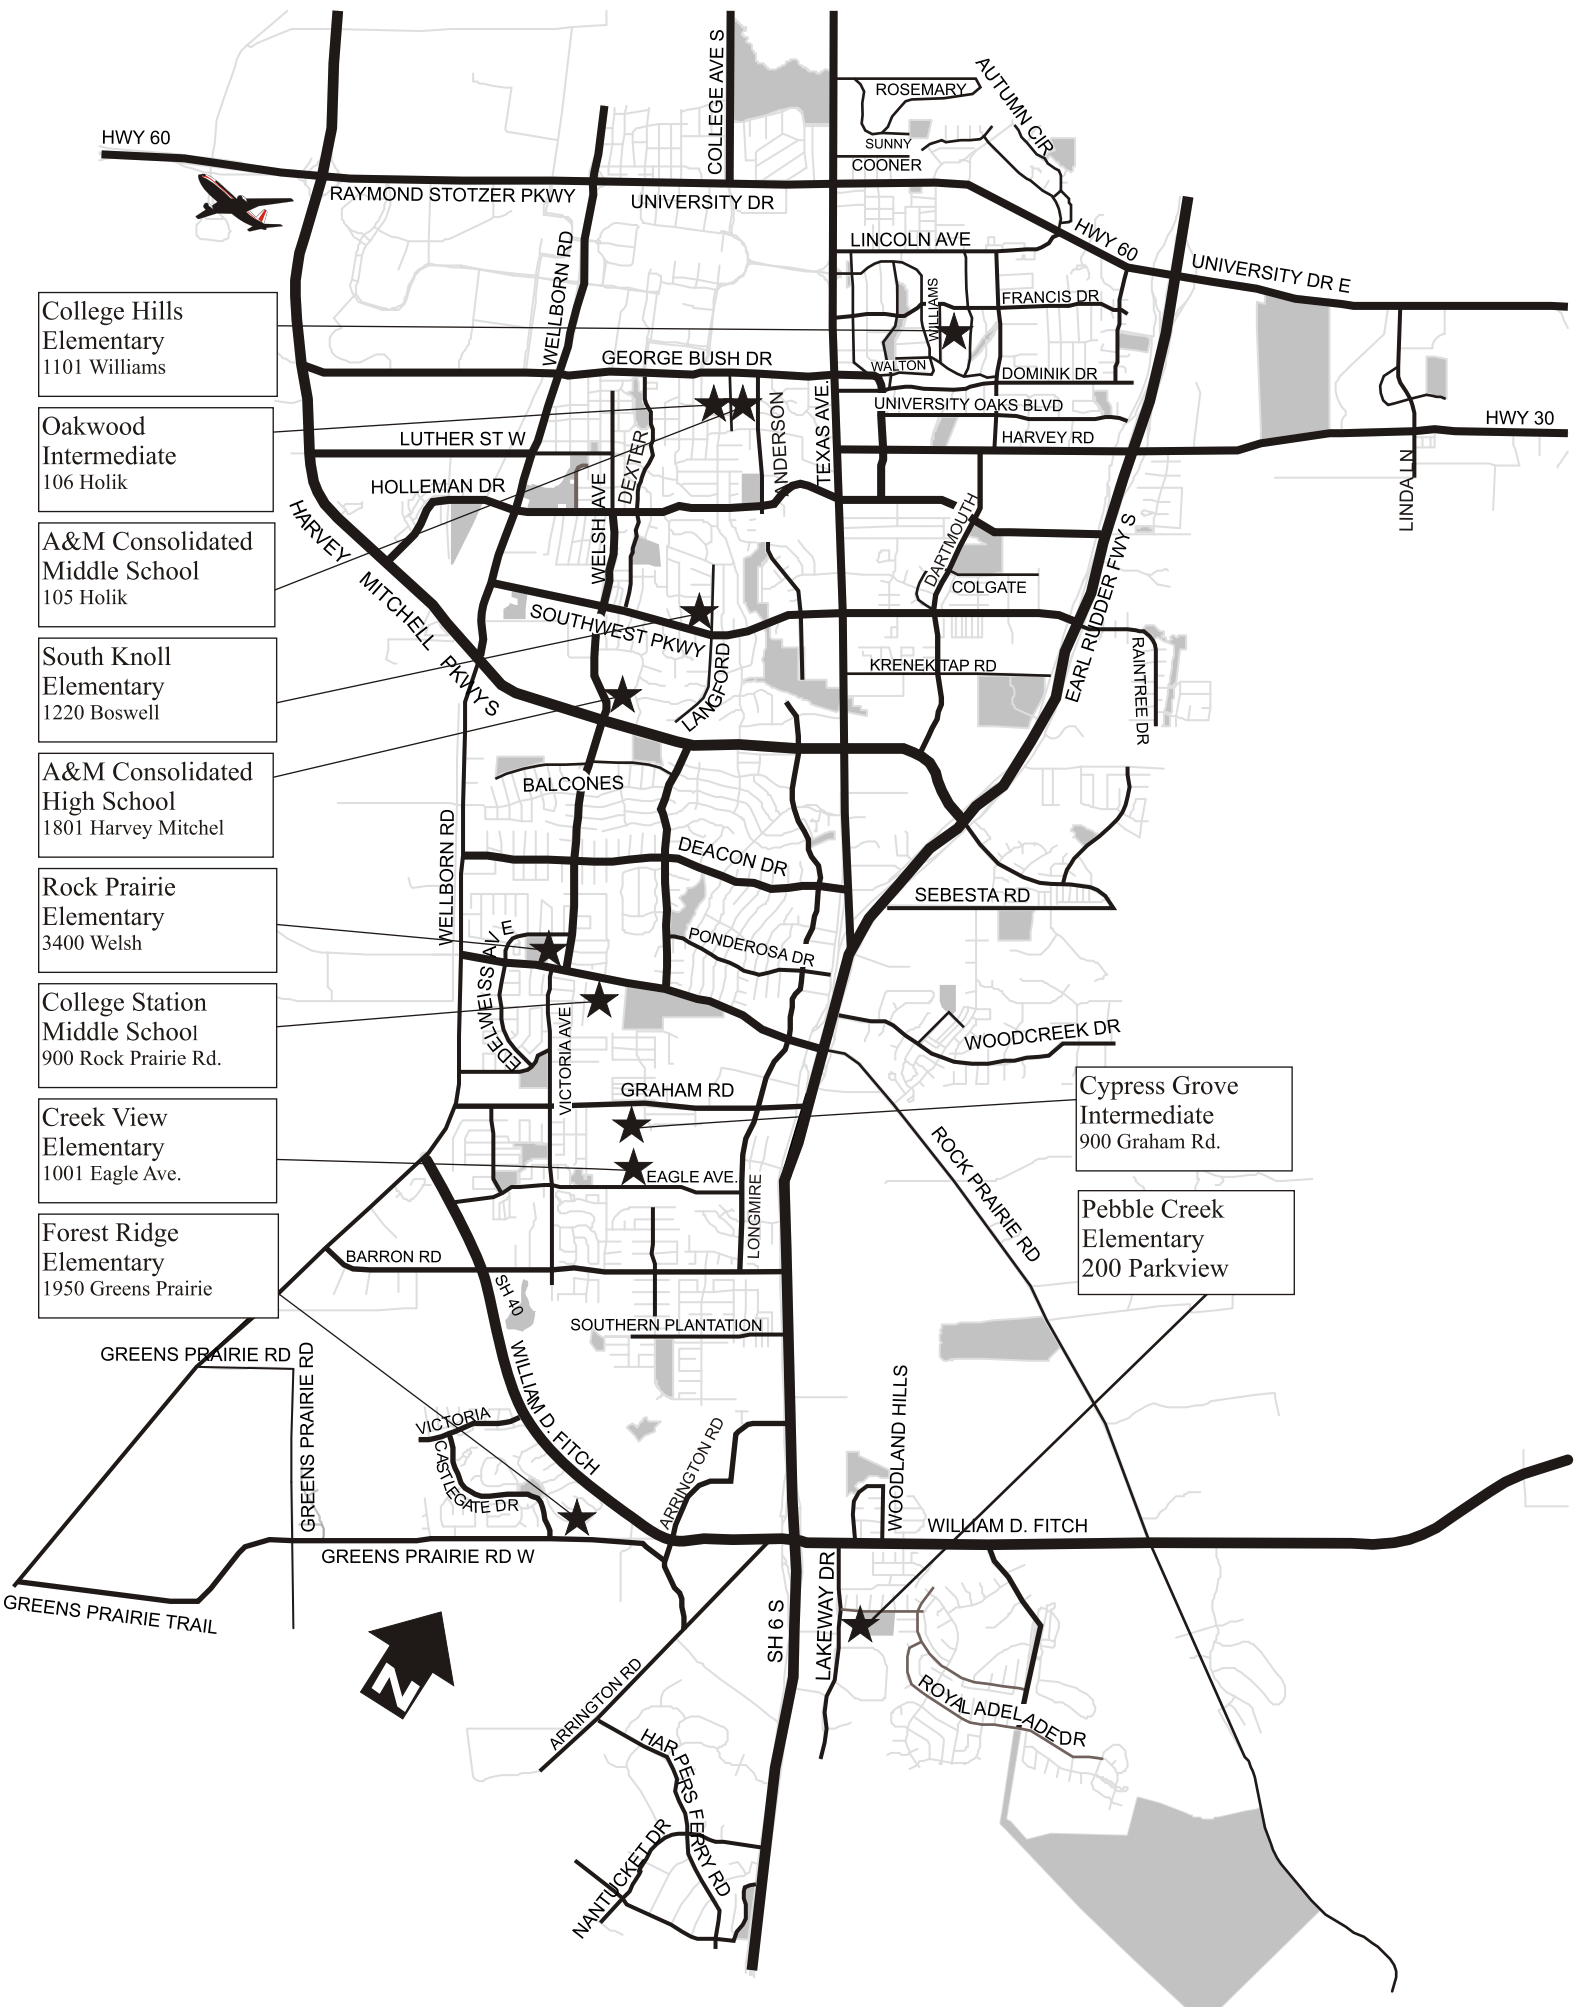 COLLEGE AVE S
ROSEMARY
AUTUMN CIR
SUNNY
COONER
HWY 60
RAYMOND STOTZER PKWY
UNIVERSITY DR
LINCOLN AVE
HWY 60
UNIVERSITY DR E
WELLBORN RD
WILLIAMS
FRANCIS DR
College Hills
Elementary
1101 Williams
GEORGE BUSH DR
WALTON
DOMINIK DR
TEXAS AVE.
UNIVERSITY OAKS BLVD
HWY 30
Oakwood
Intermediate
106 Holik
LUTHER ST W
DEXTER
ANDERSON
HARVEY RD
LINDA LN
HOLLEMAN DR
WELSH AVE
HARVEY MITCHELL PKWY S
A&M Consolidated
Middle School
105 Holik
DARTMOUTH
COLGATE
EARL RUDDER FWY S
SOUTHWEST PKWY
South Knoll
Elementary
1220 Boswell
LANGFORD
KRENEK TAP RD
RAINTREE DR
A&M Consolidated
High School
1801 Harvey Mitchel
BALCONES
WELLBORN RD
DEACON DR
SEBESTA RD
Rock Prairie
Elementary
3400 Welsh
EDELWEISS AVE
PONDEROSA DR
College Station
Middle School
900 Rock Prairie Rd.
VICTORIA AVE
WOODCREEK DR
GRAHAM RD
Cypress Grove
Intermediate
900 Graham Rd.
Creek View
Elementary
1001 Eagle Ave.
EAGLE AVE.
LONGMIRE
ROCK PRAIRIE RD
Pebble Creek
Elementary
200 Parkview
Forest Ridge
Elementary
1950 Greens Prairie
BARRON RD
SH 40
SOUTHERN PLANTATION
GREENS PRAIRIE RD
GREENS PRAIRIE RD
WILLIAM D. FITCH
VICTORIA
CASTLEGATE DR
ARRINGTON RD
WOODLAND HILLS
WILLIAM D. FITCH
GREENS PRAIRIE RD W
GREENS PRAIRIE TRAIL
N
SH 6 S
LAKEWAY DR
ARRINGTON RD
ROYAL ADELADE DR
HARPERS FERRY RD
NANTUCKET DR